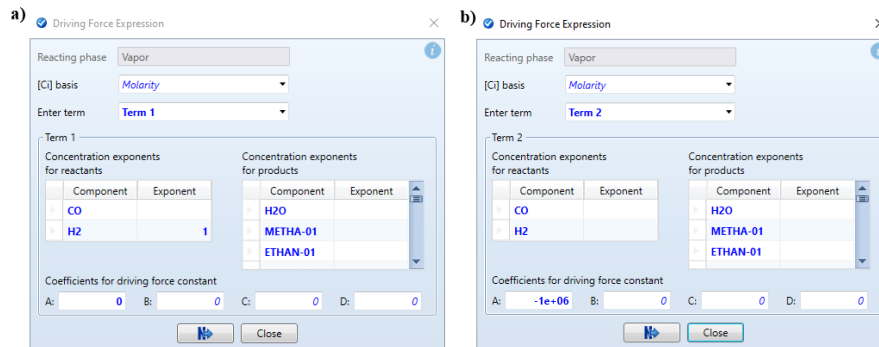 a)
Driving Force Expression
Reacting phase Vapor
[Ci] basis Molarity
Enter term Term 1
Term 1
Concentration exponents for reactants
Concentration exponents for products
Component Exponent
CO
H2 1
Component Exponent
H2O
METHA-01
ETHAN-01
Coefficients for driving force constant
A: 0 B: 0 C: 0 D: 0
N Close
b)
Driving Force Expression
Reacting phase Vapor
[Ci] basis Molarity
Enter term Term 2
Term 2
Concentration exponents for reactants
Concentration exponents for products
Component Exponent
CO
H2
Component Exponent
H2O
METHA-01
ETHAN-01
Coefficients for driving force constant
A: -1e+06 B: 0 C: 0 D: 0
N Close